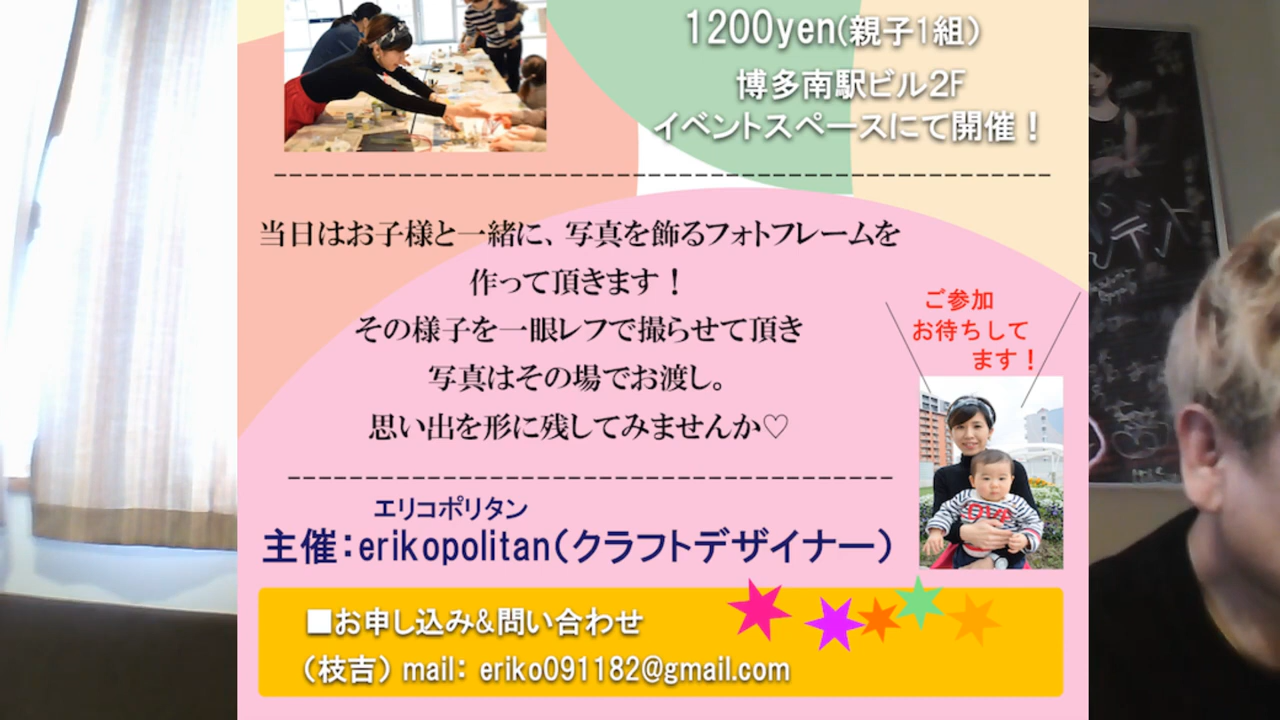 1200yen(親子1組)
博多南駅ビル2F
イベントスペースにて開催！
当日はお子様と一緒に、写真を飾るフォトフレームを
作って頂きます！
その様子を一眼レフで撮らせて頂き
写真はその場でお渡し。
思い出を形に残してみませんか♡
ご参加
お待ちして
ます！
エリコポリタン
主催：erikopolitan（クラフトデザイナー）
■お申し込み&問い合わせ
（枝吉）mail： eriko091182@gmail.com